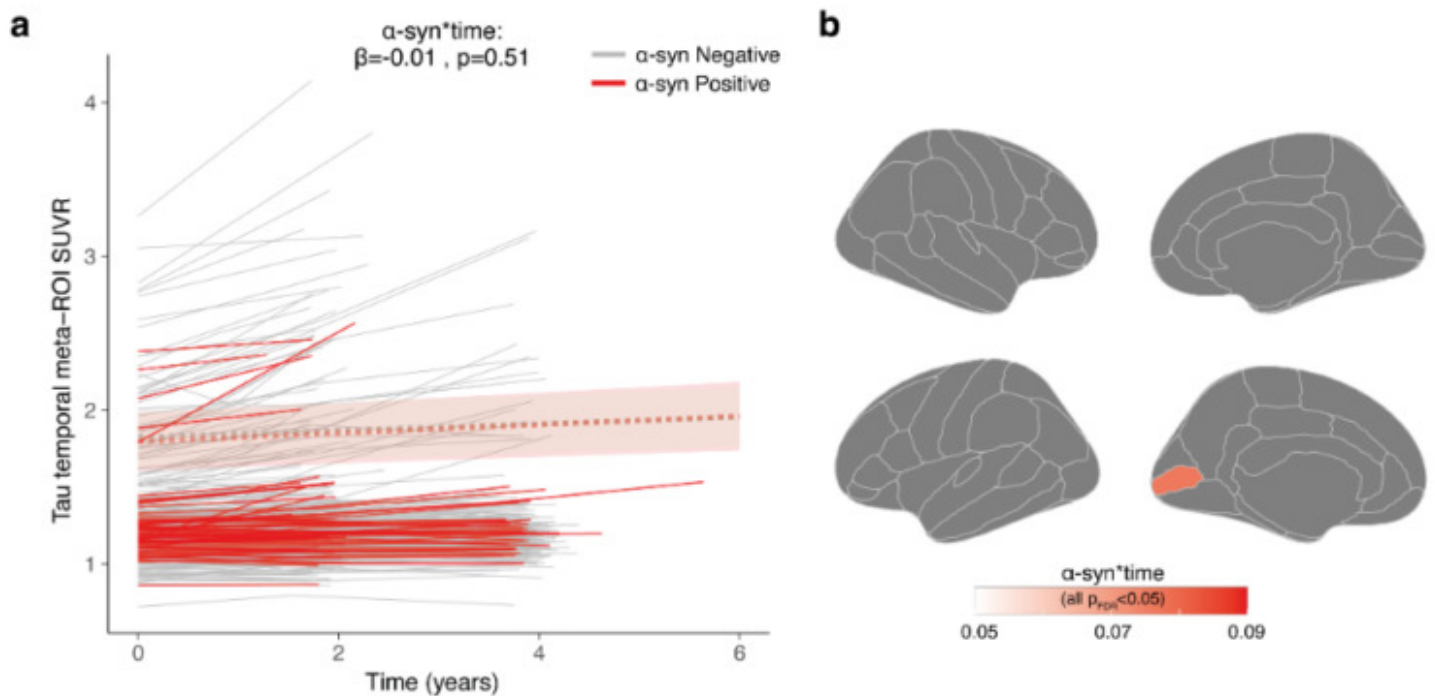 a
α-syn*time:
β=-0.01 , p=0.51
α-syn Negative
α-syn Positive
Tau temporal meta-ROI SUVR
4
3
2
1
0
2
4
6
Time (years)
b
α-syn*time
(all pFDR<0.05)
0.05
0.07
0.09